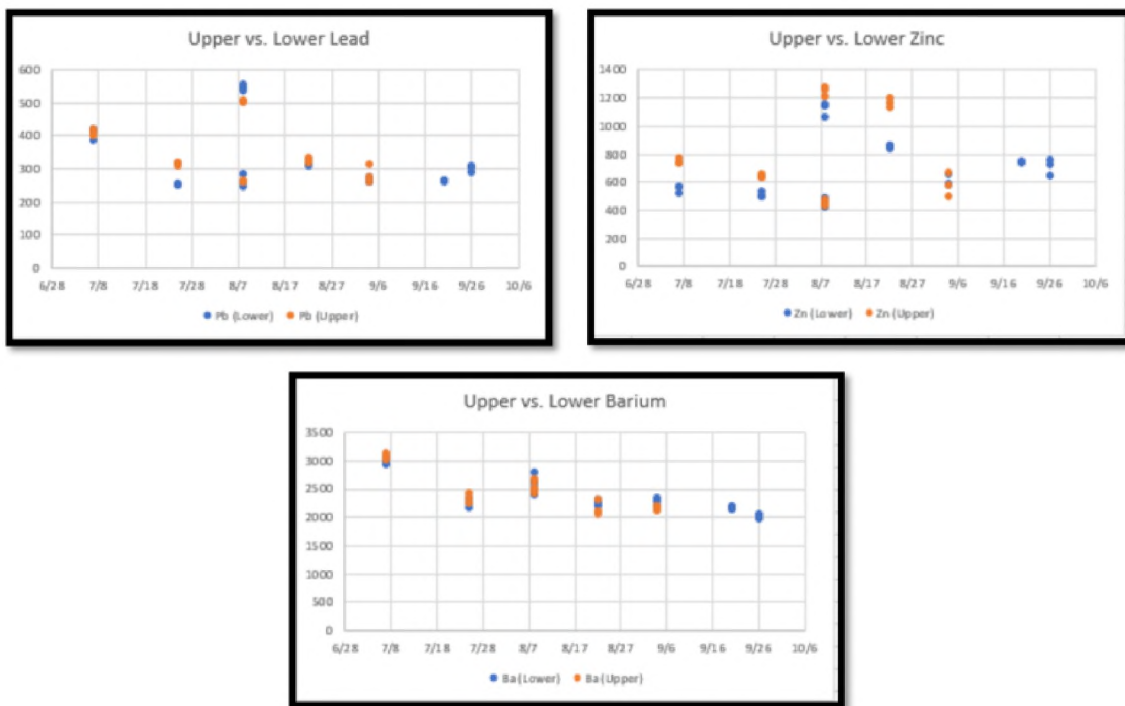 Upper vs. Lower Lead
600
500
400
300
200
100
0
6/28 7/8 7/18 7/28 8/7 8/17 8/27 9/6 9/16 9/26 10/6
Pb (Lower) Pb (Upper)
Upper vs. Lower Zinc
1400
1200
1000
800
600
400
200
0
6/28 7/8 7/18 7/28 8/7 8/17 8/27 9/6 9/16 9/26 10/6
Zn (Lower) Zn (Upper)
Upper vs. Lower Barium
3500
3000
2500
2000
1500
1000
500
0
6/28 7/8 7/18 7/28 8/7 8/17 8/27 9/6 9/16 9/26 10/6
Ba (Lower) Ba (Upper)